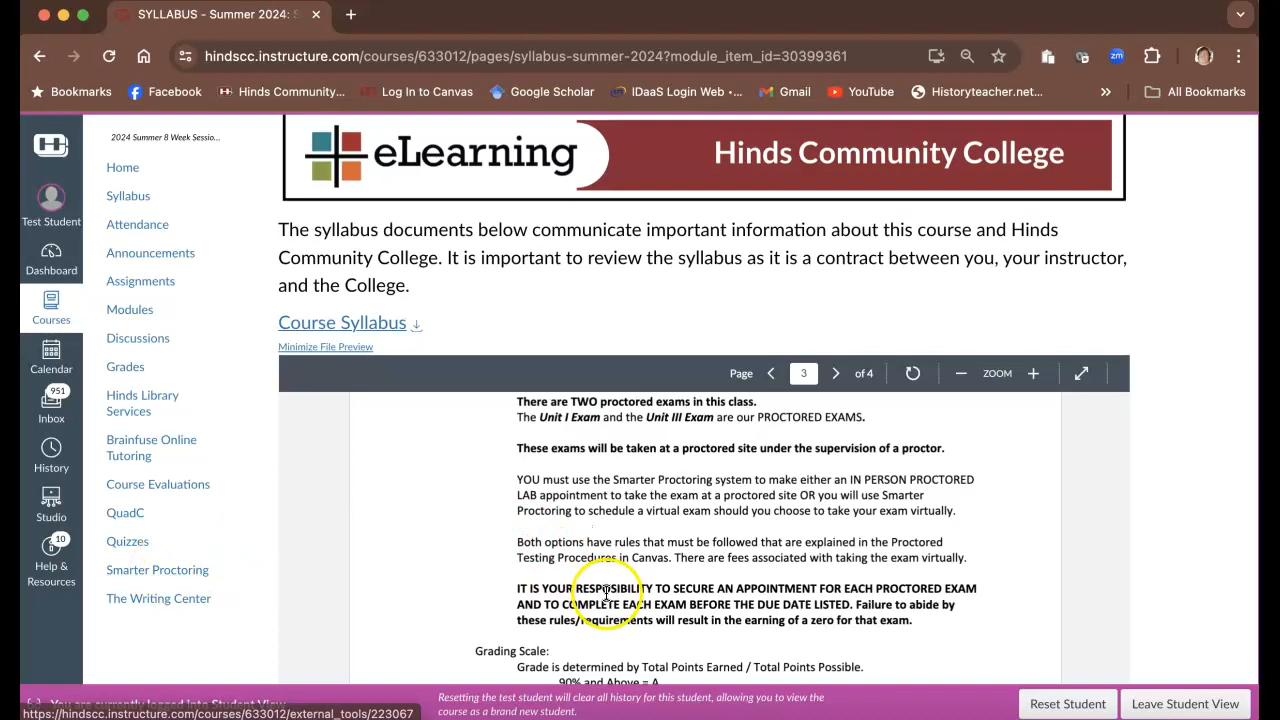 SYLLABUS - Summer 2024: S
hindscc.instructure.com/courses/633012/pages/syllabus-summer-2024?module_item_id=30399361
Bookmarks Facebook Hinds Community... Log In to Canvas Google Scholar IDaaS Login Web •... Gmail YouTube Historyteacher.net... » All Bookmarks
Test Student
Dashboard
Courses
Calendar
951
Inbox
History
Studio
10
Help &
Resources
2024 Summer 8 Week Sessio...
Home
Syllabus
Attendance
Announcements
Assignments
Modules
Discussions
Grades
Hinds Library
Services
Brainfuse Online
Tutoring
Course Evaluations
QuadC
Quizzes
Smarter Proctoring
The Writing Center
eLearning Hinds Community College
The syllabus documents below communicate important information about this course and Hinds
Community College. It is important to review the syllabus as it is a contract between you, your instructor,
and the College.
Course Syllabus
Minimize File Preview
Page 3 of 4 ZOOM
There are TWO proctored exams in this class.
The Unit I Exam and the Unit III Exam are our PROCTORED EXAMS.
These exams will be taken at a proctored site under the supervision of a proctor.
YOU must use the Smarter Proctoring system to make either an IN PERSON PROCTORED
LAB appointment to take the exam at a proctored site OR you will use Smarter
Proctoring to schedule a virtual exam should you choose to take your exam virtually.
Both options have rules that must be followed that are explained in the Proctored
Testing Procedures in Canvas. There are fees associated with taking the exam virtually.
IT IS YOUR RESPONSIBILITY TO SECURE AN APPOINTMENT FOR EACH PROCTORED EXAM
AND TO COMPLETE EACH EXAM BEFORE THE DUE DATE LISTED. Failure to abide by
these rules/requirements will result in the earning of a zero for that exam.
Grading Scale:
Grade is determined by Total Points Earned / Total Points Possible.
90% and Above = A
You are currently logged into Student View
https://hindscc.instructure.com/courses/633012/external_tools/223067
Resetting the test student will clear all history for this student, allowing you to view the
course as a brand new student.
Reset Student
Leave Student View
zm